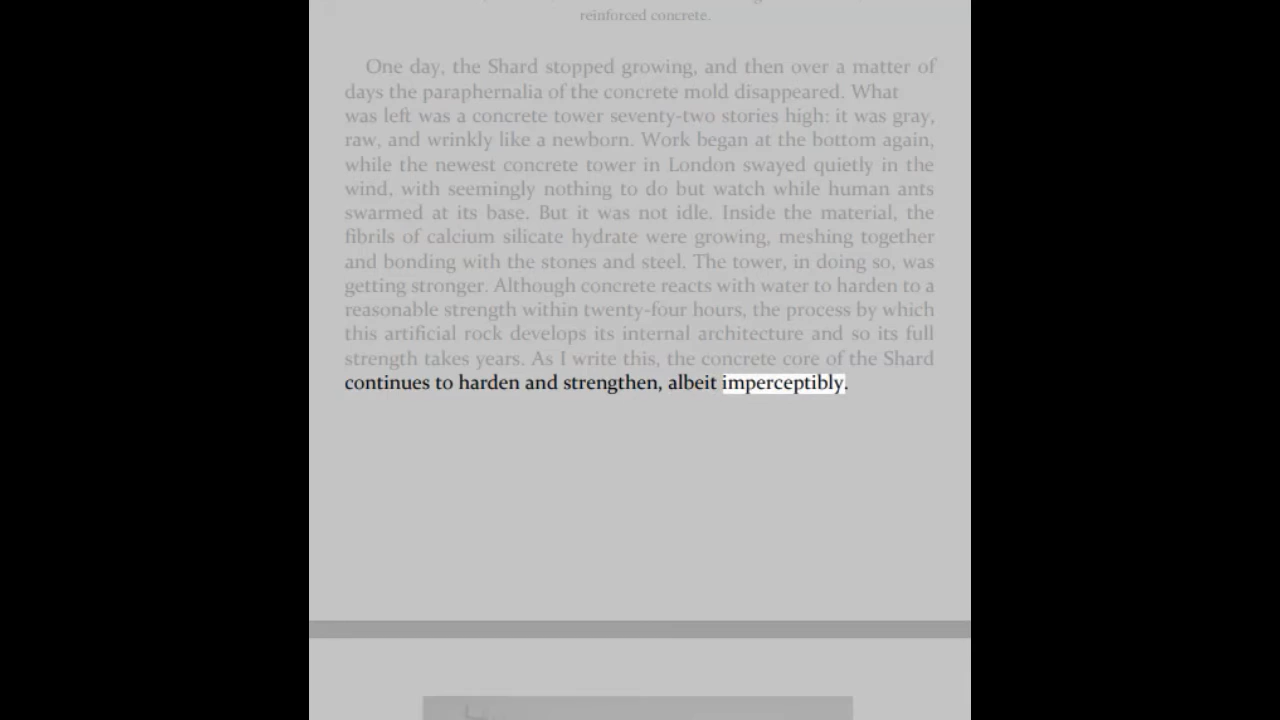 reinforced concrete.
One day, the Shard stopped growing, and then over a matter of
days the paraphernalia of the concrete mold disappeared. What
was left was a concrete tower seventy-two stories high: it was gray,
raw, and wrinkly like a newborn. Work began at the bottom again,
while the newest concrete tower in London swayed quietly in the
wind, with seemingly nothing to do but watch while human ants
swarmed at its base. But it was not idle. Inside the material, the
fibrils of calcium silicate hydrate were growing, meshing together
and bonding with the stones and steel. The tower, in doing so, was
getting stronger. Although concrete reacts with water to harden to a
reasonable strength within twenty-four hours, the process by which
this artificial rock develops its internal architecture and so its full
strength takes years. As I write this, the concrete core of the Shard
continues to harden and strengthen, albeit imperceptibly.